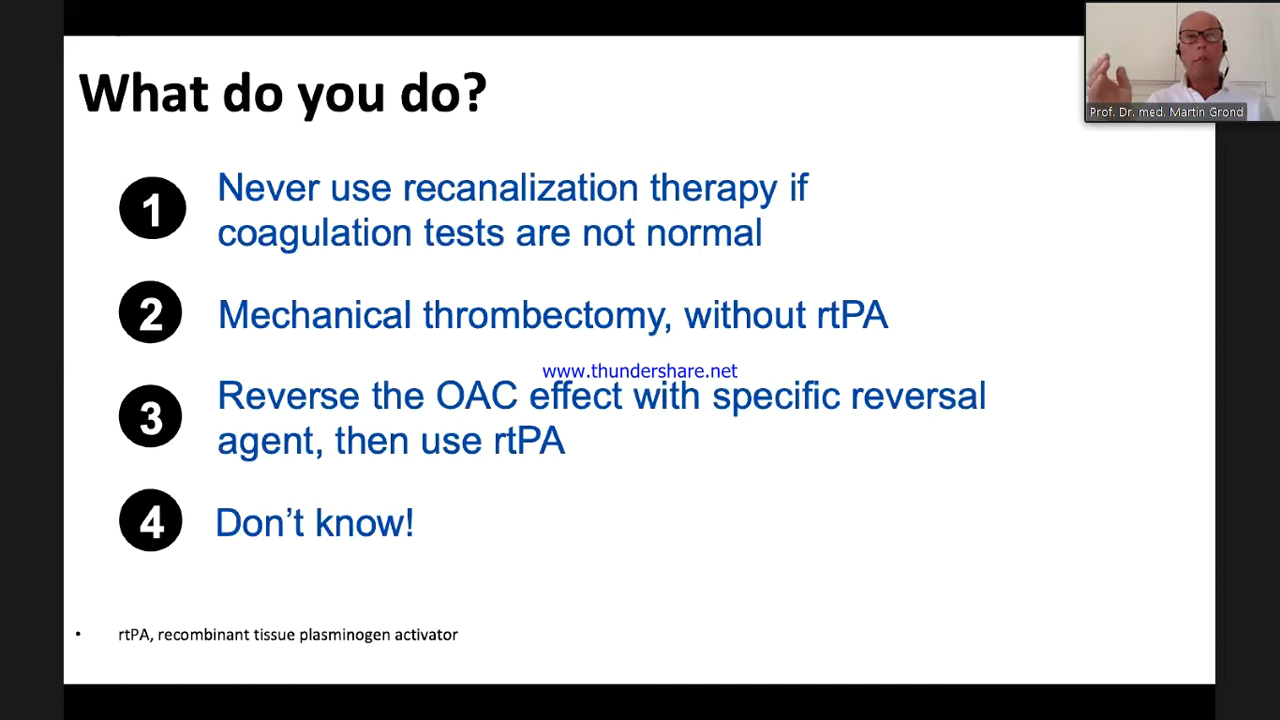 What do you do?
Prof. Dr. med. Martin Grond
1
Never use recanalization therapy if
coagulation tests are not normal
2
Mechanical thrombectomy, without rtPA
www.thundershare.net
3
Reverse the OAC effect with specific reversal
agent, then use rtPA
4
Don’t know!
• rtPA, recombinant tissue plasminogen activator